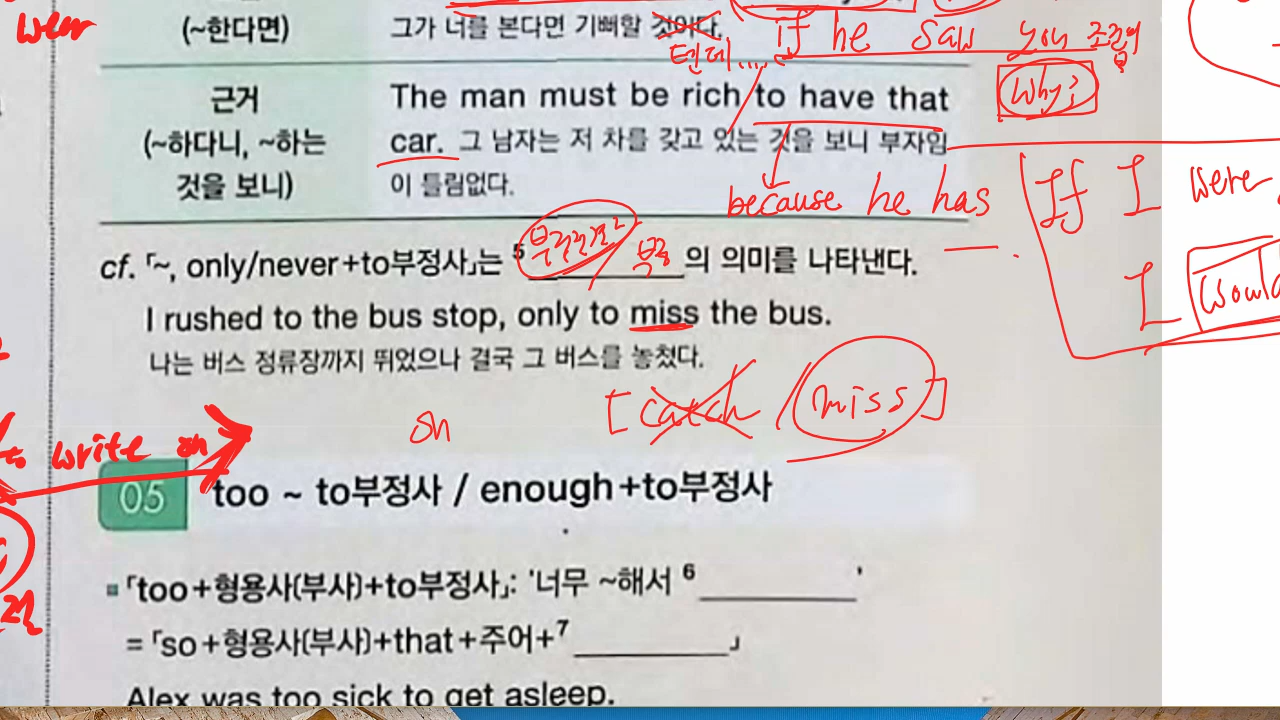 wear
(~한다면) 그가 너를 본다면 기뻐할 것이다.
텐데... if he saw you
Why?
근거 The man must be rich to have that
(~하다니, ~하는 car. 그 남자는 저 차를 갖고 있는 것을 보니 부자임
것을 보니) 이 틀림없다.
because he has
If I were
I would
cf. 「~, only/never+to부정사」는 5 의 의미를 나타낸다.
I rushed to the bus stop, only to miss the bus.
나는 버스 정류장까지 뛰었으나 결국 그 버스를 놓쳤다.
[catch / miss]
on
to write on
05 too ~ to부정사 / enough+to부정사
「too+형용사(부사)+to부정사」: '너무 ~해서 6________'
= 「so+형용사(부사)+that+주어+7________」
Alex was too sick to get asleep.